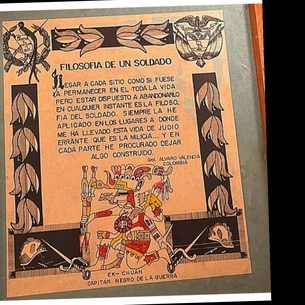 FILOSOFIA DE UN SOLDADO
LLEGAR A CADA SITIO COMO SI FUESE
A PERMANECER EN EL TODA LA VIDA
PERO ESTAR DISPUESTO A ABANDONARLO
EN CUALQUIER INSTANTE ES LA FILOSO,
FIA DEL SOLDADO. SIEMPRE LA HE
APLICADO EN LOS LUGARES A DONDE
ME HA LLEVADO ESTA VIDA DE JUDIO
ERRANTE QUE ES LA MILICIA.... Y EN
CADA PARTE HE PROCURADO DEJAR
ALGO CONSTRUIDO.
Gral. ALVARO VALENCIA
COLOMBIA
EK-CHUAH
CAPITAN NEGRO DE LA GUERRA